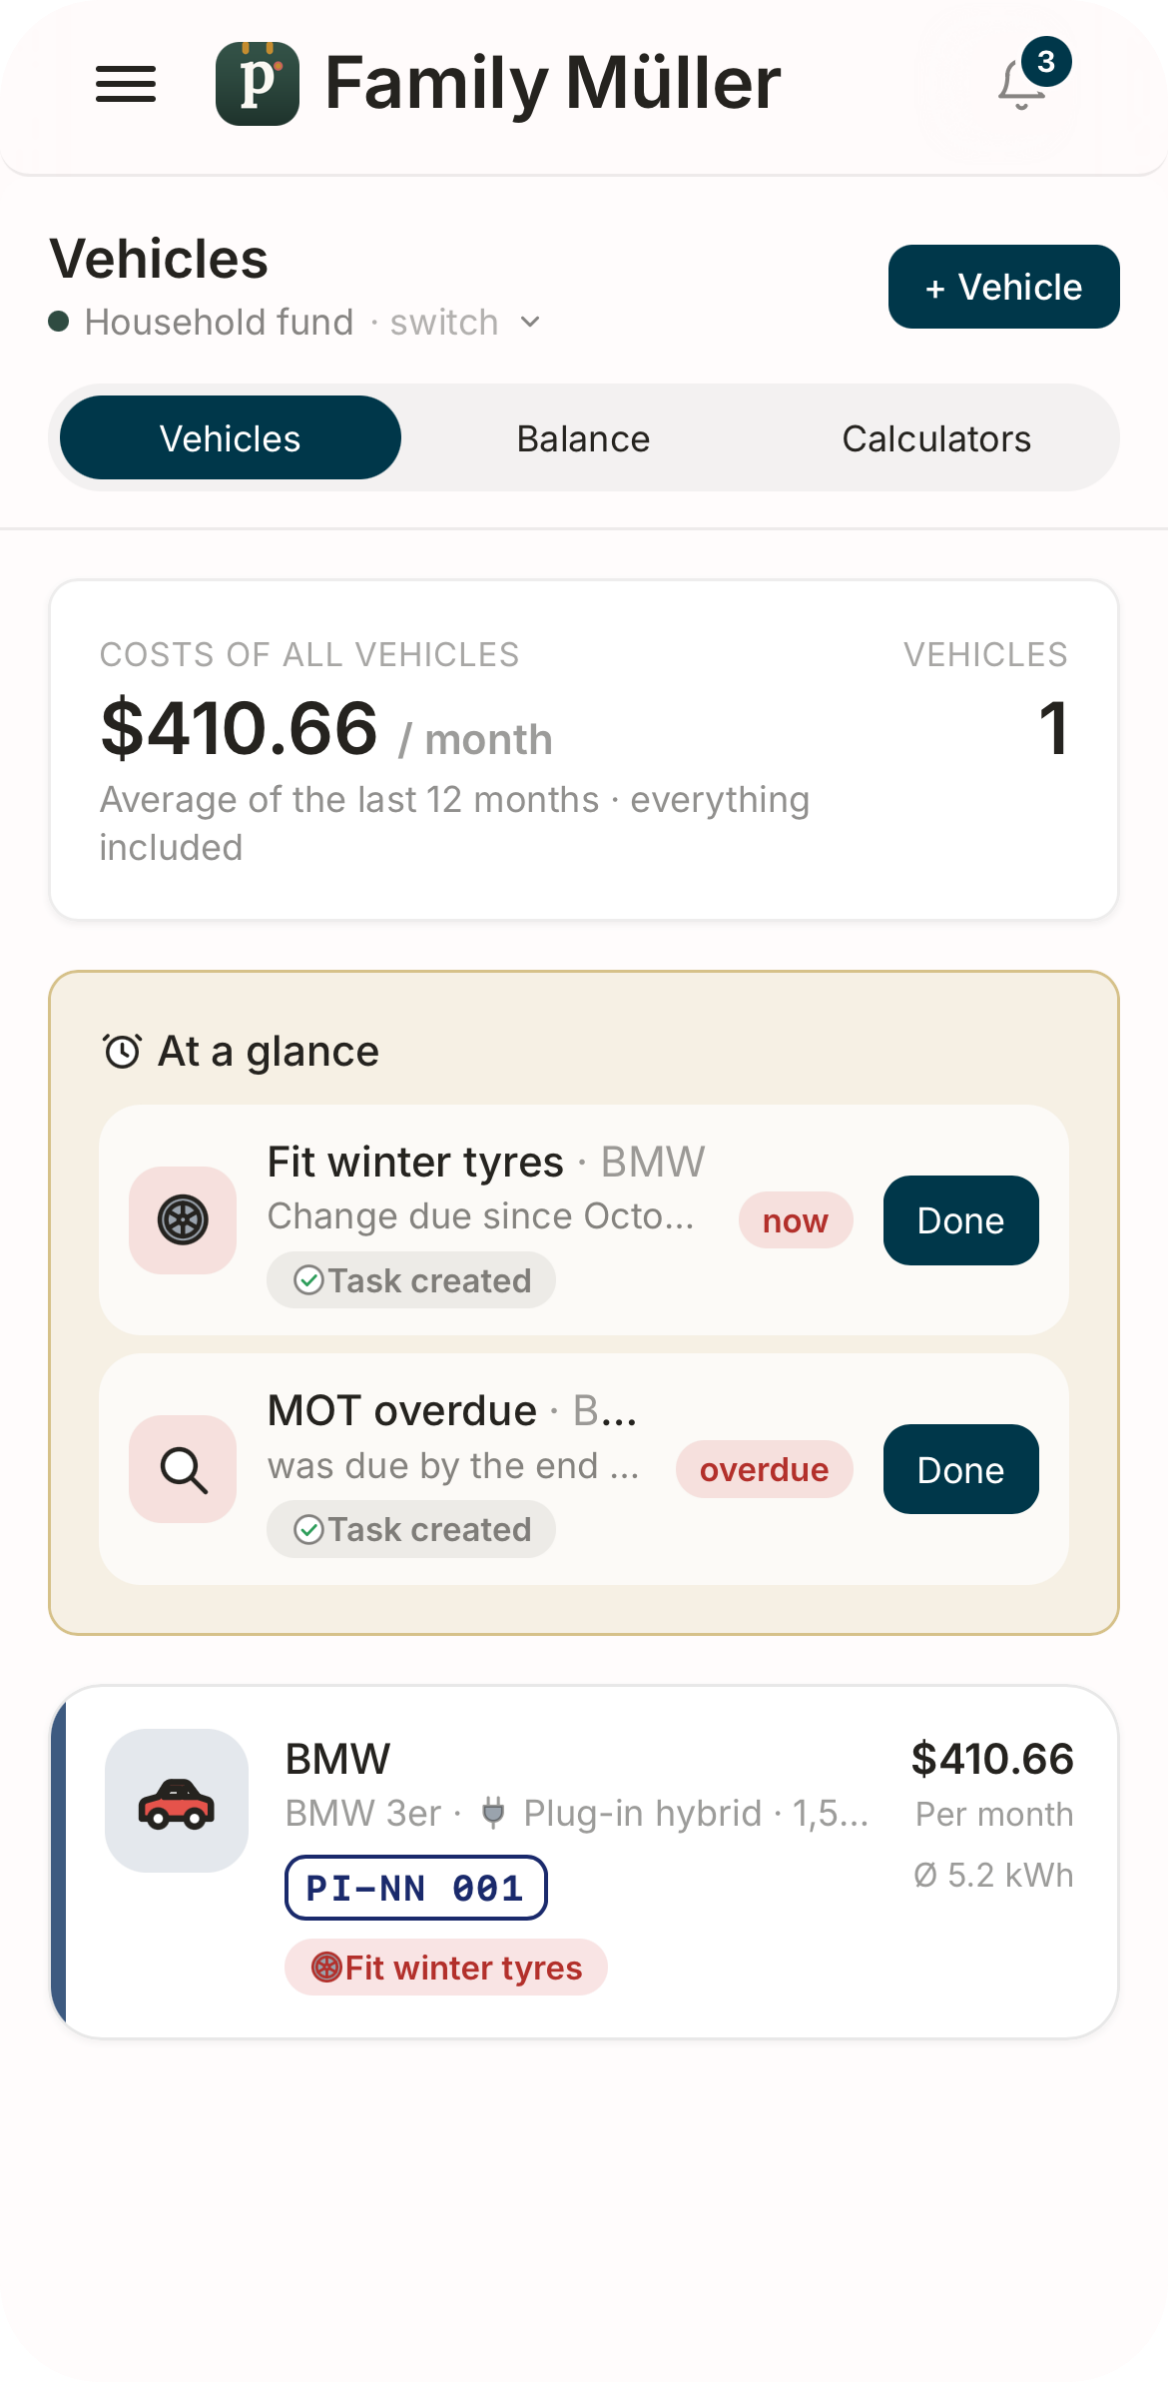 p
Family Müller
3
Vehicles
Household fund · switch
+ Vehicle
Vehicles
Balance
Calculators
COSTS OF ALL VEHICLES
VEHICLES
$410.66 / month
1
Average of the last 12 months · everything
included
At a glance
Fit winter tyres · BMW
Change due since Octo...
Task created
now
Done
MOT overdue · B...
was due by the end ...
Task created
overdue
Done
BMW
$410.66
BMW 3er · Plug-in hybrid · 1,5...
Per month
PI-NN 001
Ø 5.2 kWh
Fit winter tyres